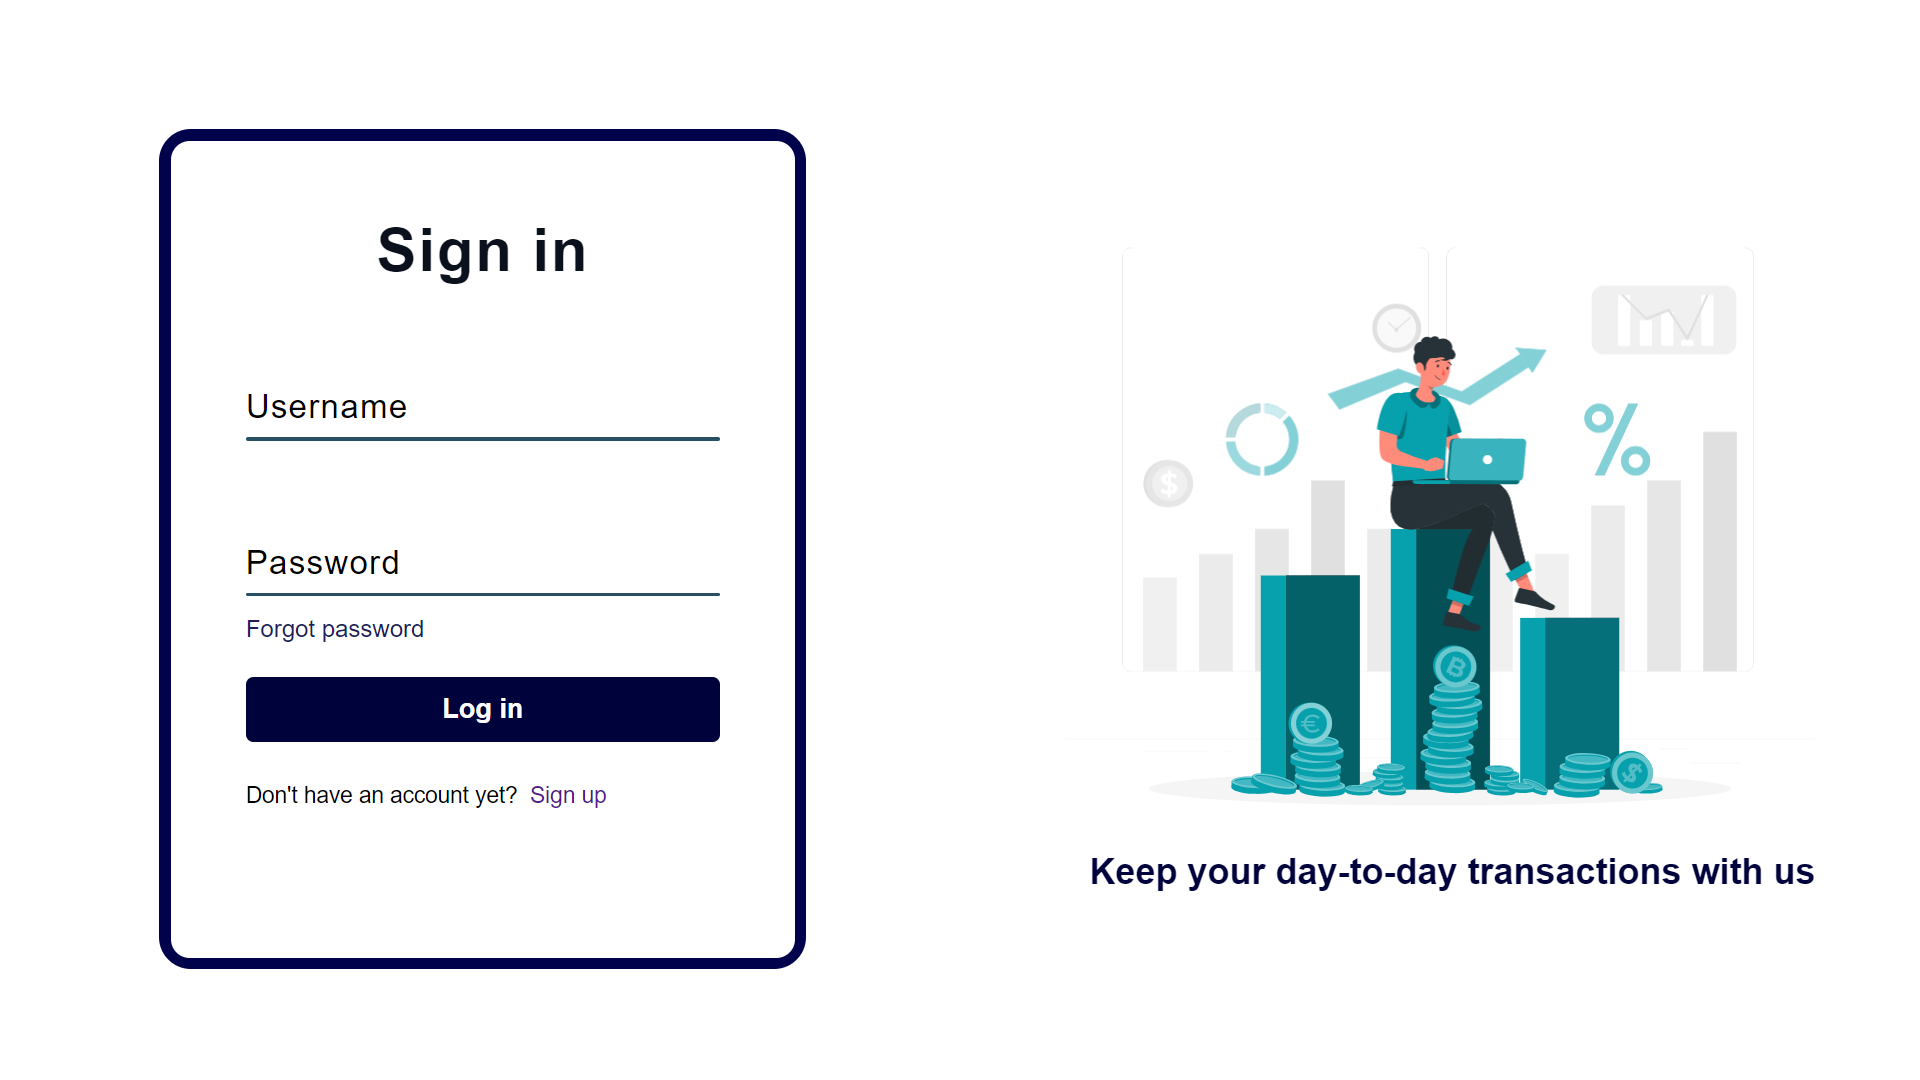 Sign in
Username
Password
Forgot password
Log in
Don't have an account yet? Sign up
$
%
₿
€
$
Keep your day-to-day transactions with us